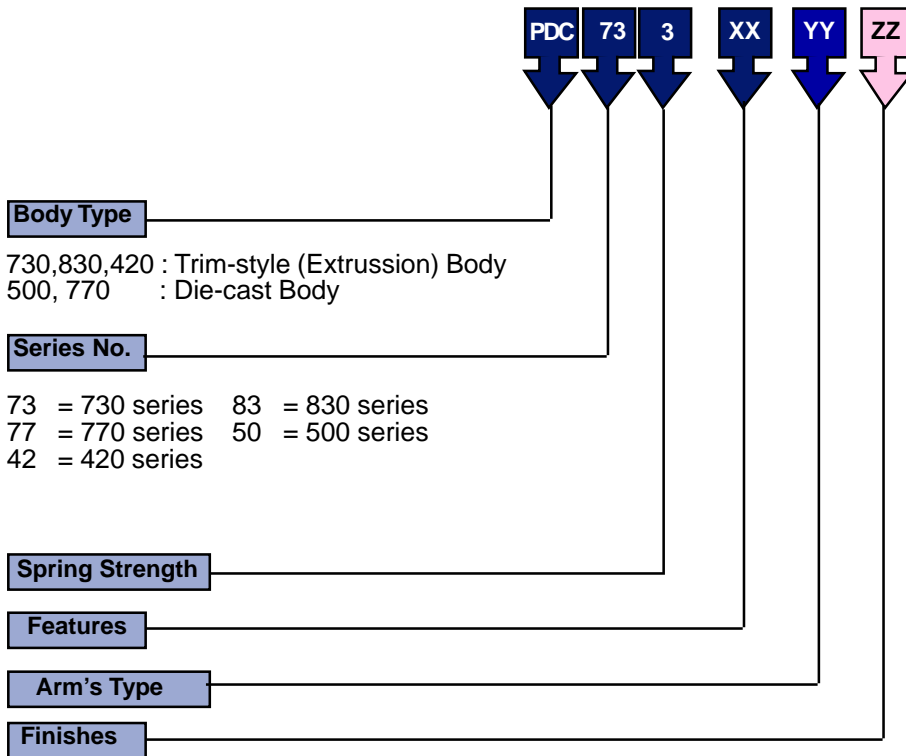 PDC 73 3 XX YY ZZ
Body Type
730,830,420 : Trim-style (Extrussion) Body
500, 770 : Die-cast Body
Series No.
73 = 730 series 83 = 830 series
77 = 770 series 50 = 500 series
42 = 420 series
Spring Strength
Features
Arm's Type
Finishes